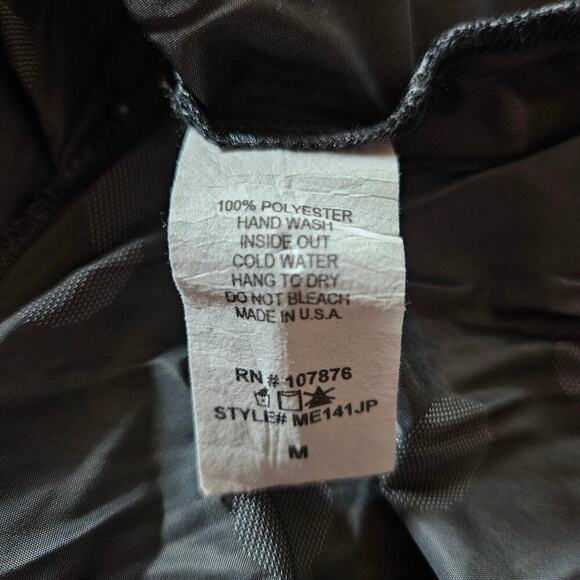 100% POLYESTER
HAND WASH
INSIDE OUT
COLD WATER
HANG TO DRY
DO NOT BLEACH
MADE IN U.S.A.
RN # 107876
STYLE# ME141JP
M